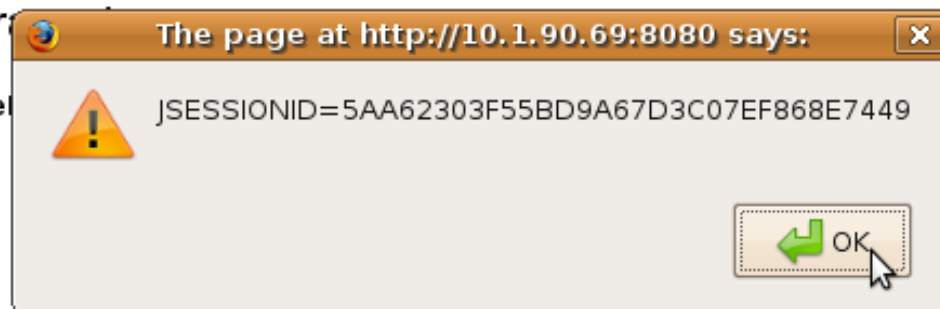 The page at http://10.1.90.69:8080 says:
JSESSIONID=5AA62303F55BD9A67D3C07EF868E7449
OK